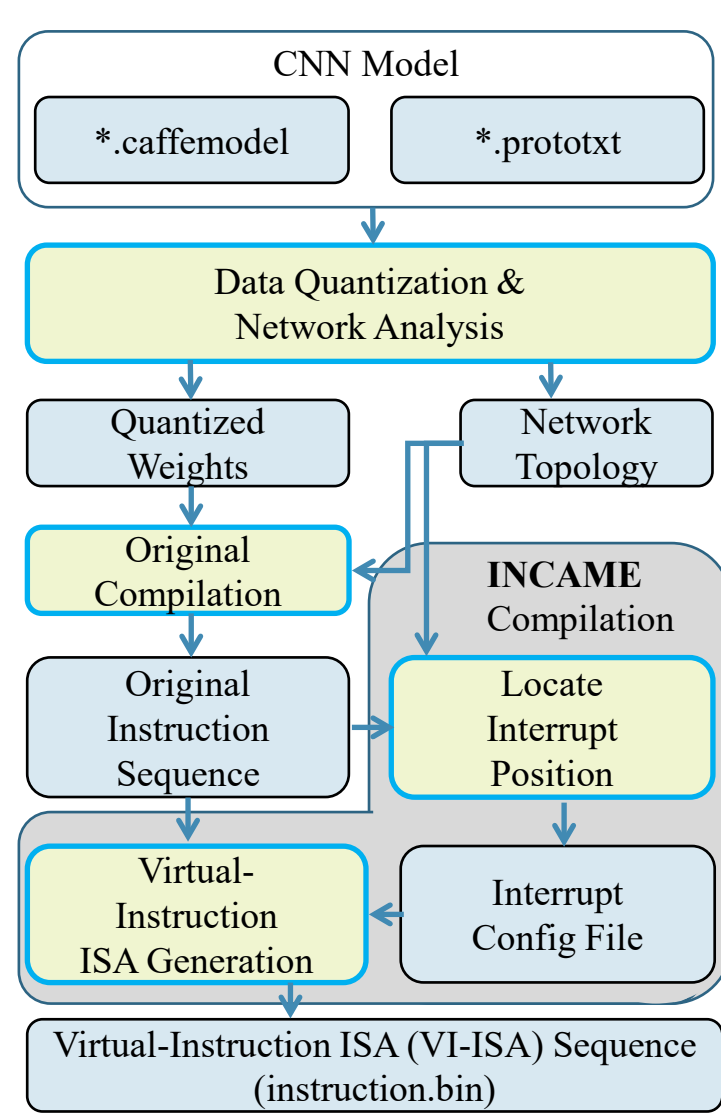 CNN Model
*.caffemodel
*.prototxt
Data Quantization &
Network Analysis
Quantized
Weights
Network
Topology
Original
Compilation
INCAME
Compilation
Original
Instruction
Sequence
Locate
Interrupt
Position
Virtual-
Instruction
ISA Generation
Interrupt
Config File
Virtual-Instruction ISA (VI-ISA) Sequence
(instruction.bin)